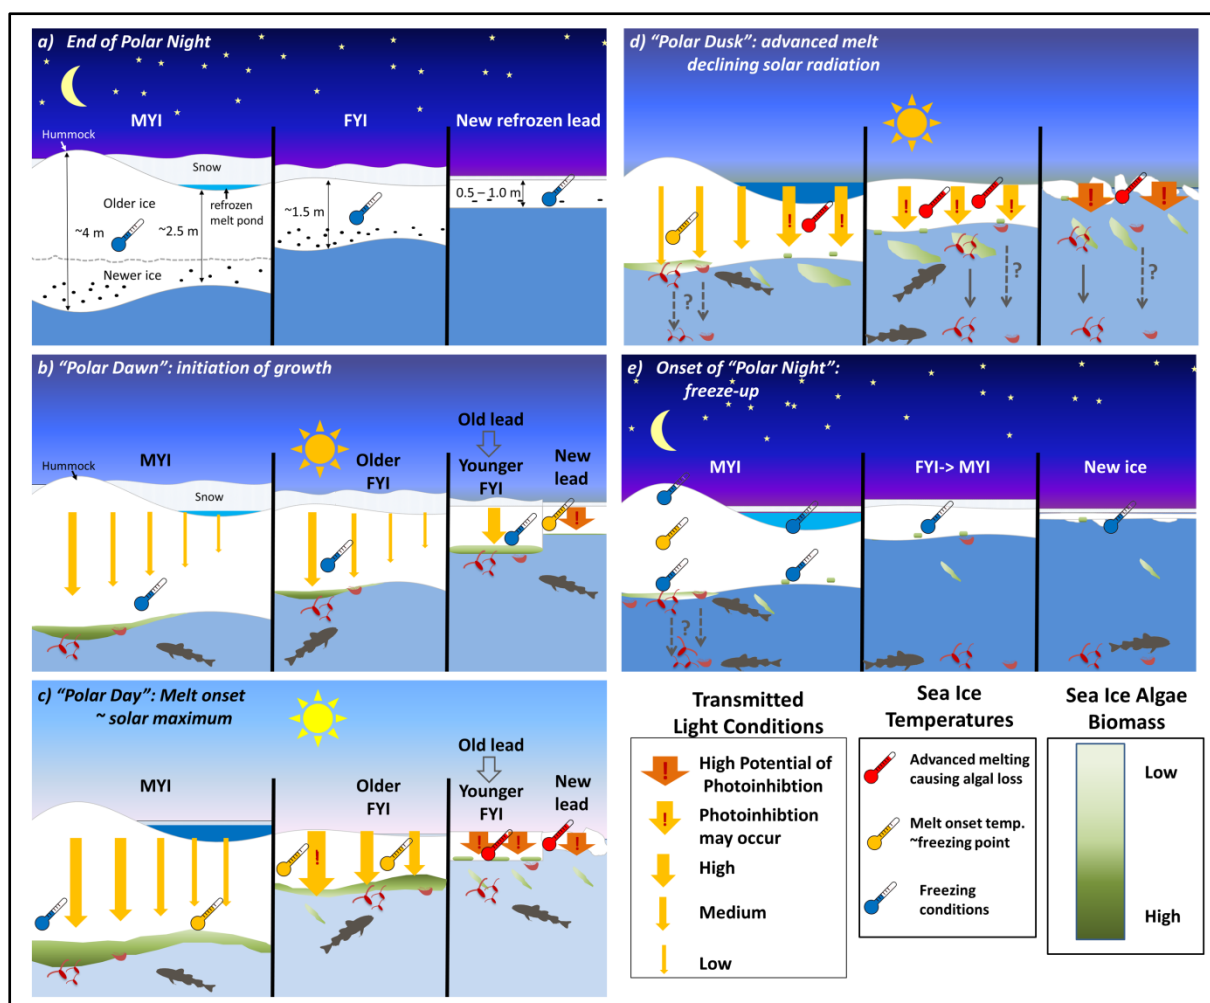 a) End of Polar Night
MYI
FYI
New refrozen lead
Hummock
Snow
refrozen
melt pond
Older ice
~4 m
~2.5 m
~1.5 m
0.5 – 1.0 m
Newer ice
b) “Polar Dawn”: initiation of growth
Old lead
MYI
Older
FYI
Younger
FYI
New
lead
Hummock
Snow
!
c) “Polar Day”: Melt onset
~ solar maximum
Old lead
MYI
Older
FYI
Younger
FYI
New
lead
!
!
!
!
d) “Polar Dusk”: advanced melt
declining solar radiation
!
!
!
!
!
!
!
?
?
?
e) Onset of “Polar Night”:
freeze-up
MYI
FYI-> MYI
New ice
?
Transmitted
Light Conditions
! High Potential of
Photoinhibtion
! Photoinhibtion
may occur
High
Medium
Low
Sea Ice
Temperatures
Advanced melting
causing algal loss
Melt onset temp.
~freezing point
Freezing
conditions
Sea Ice Algae
Biomass
Low
High